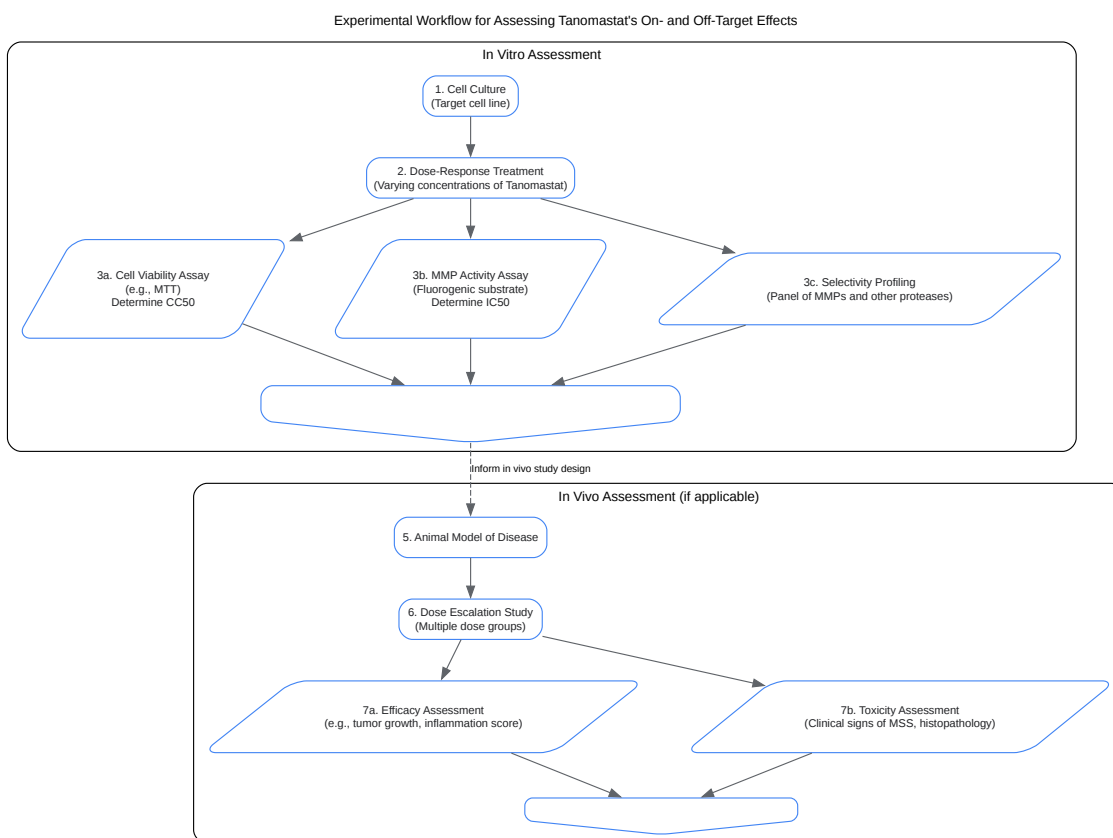 Experimental Workflow for Assessing Tanomastat's On- and Off-Target Effects
In Vitro Assessment
1. Cell Culture
(Target cell line)
2. Dose-Response Treatment
(Varying concentrations of Tanomastat)
3a. Cell Viability Assay
(e.g., MTT)
Determine CC50
3b. MMP Activity Assay
(Fluorogenic substrate)
Determine IC50
3c. Selectivity Profiling
(Panel of MMPs and other proteases)
Inform in vivo study design
In Vivo Assessment (if applicable)
5. Animal Model of Disease
6. Dose Escalation Study
(Multiple dose groups)
7a. Efficacy Assessment
(e.g., tumor growth, inflammation score)
7b. Toxicity Assessment
(Clinical signs of MSS, histopathology)